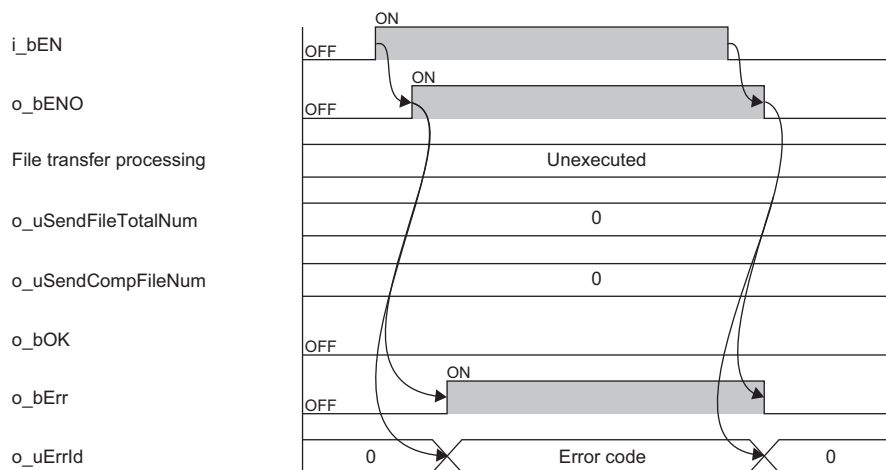 ON
i_bEN
OFF
ON
o_bENO
OFF
File transfer processing
Unexecuted
o_uSendFileTotalNum
0
o_uSendCompFileNum
0
o_bOK
OFF
ON
o_bErr
OFF
o_uErrId
0
Error code
0